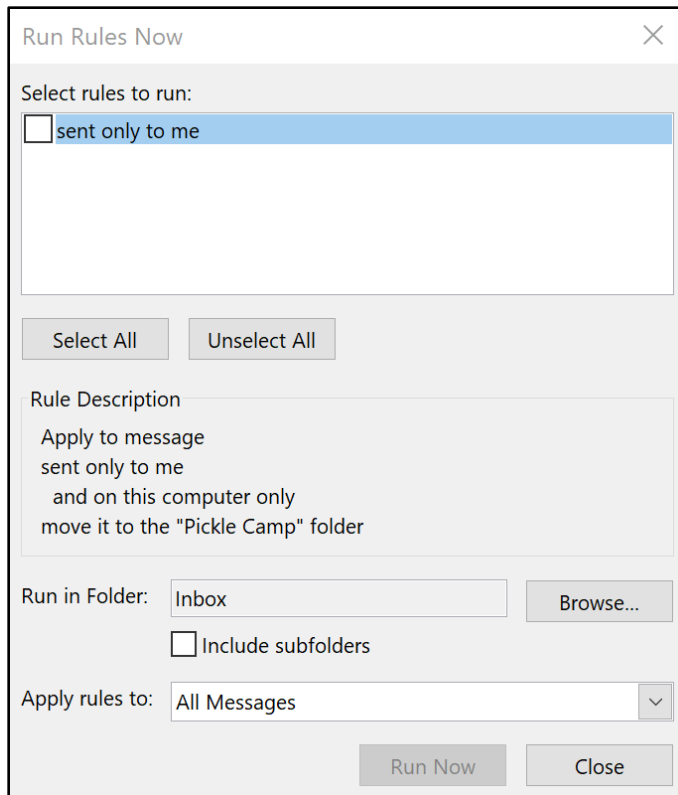 Run Rules Now
Select rules to run:
sent only to me
Select All
Unselect All
Rule Description
Apply to message
sent only to me
and on this computer only
move it to the "Pickle Camp" folder
Run in Folder:
Inbox
Browse...
Include subfolders
Apply rules to:
All Messages
Run Now
Close